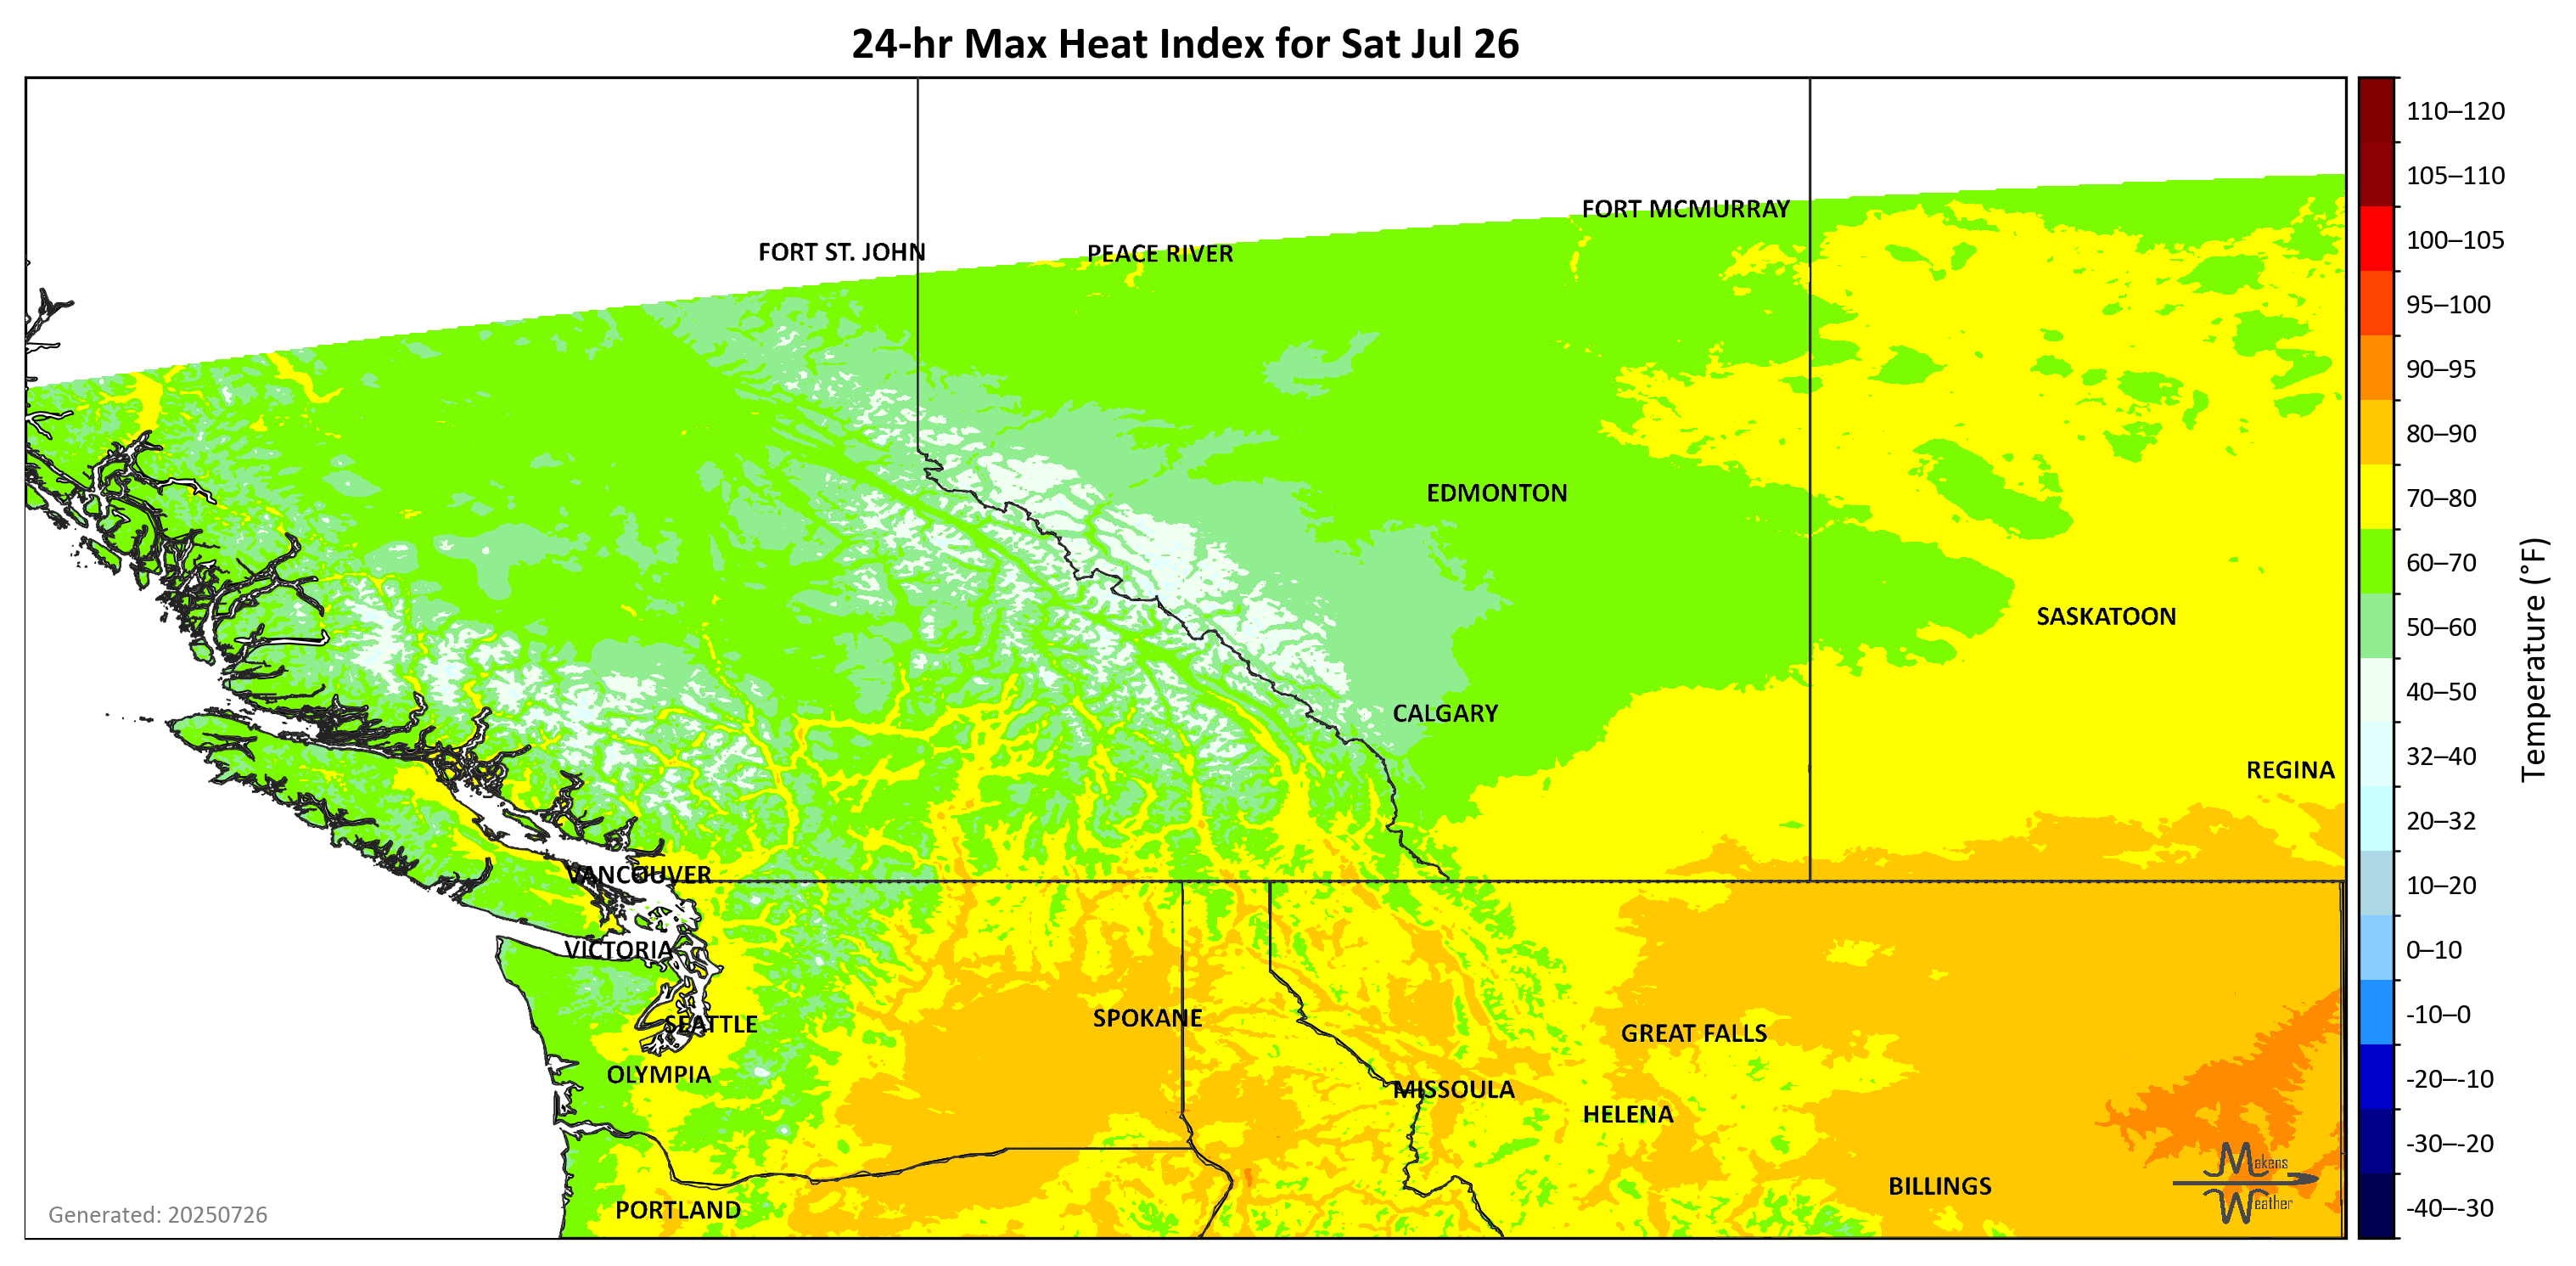 24-hr Max Heat Index for Sat Jul 26
FORT MCMURRAY
FORT ST. JOHN
PEACE RIVER
EDMONTON
SASKATOON
CALGARY
REGINA
VANCOUVER
VICTORIA
SEATTLE
SPOKANE
GREAT FALLS
OLYMPIA
MISSOULA
HELENA
BILLINGS
PORTLAND
Makens
Weather
Generated: 20250726
110–120
105–110
100–105
95–100
90–95
80–90
70–80
60–70
50–60
40–50
32–40
20–32
10–20
0–10
-10–0
-20–-10
-30–-20
-40–-30
Temperature (°F)